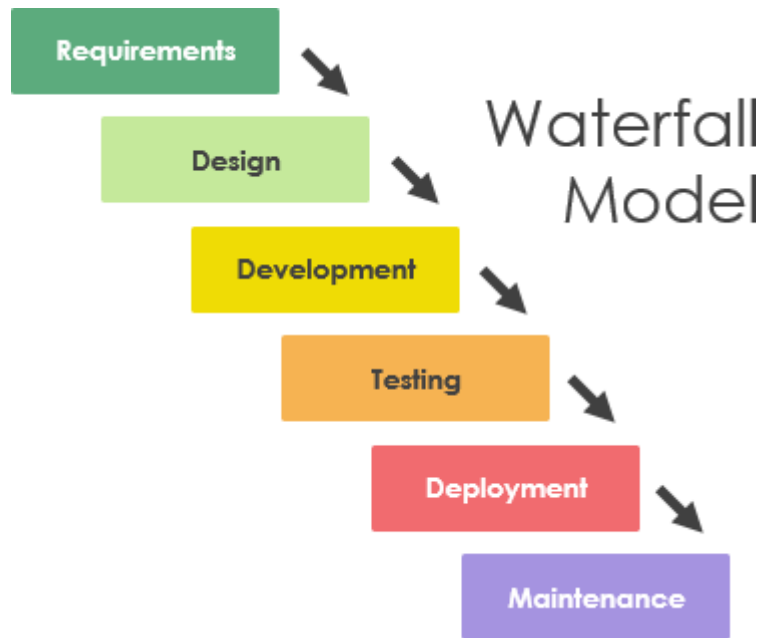 Requirements
Design
Waterfall
Model
Development
Testing
Deployment
Maintenance